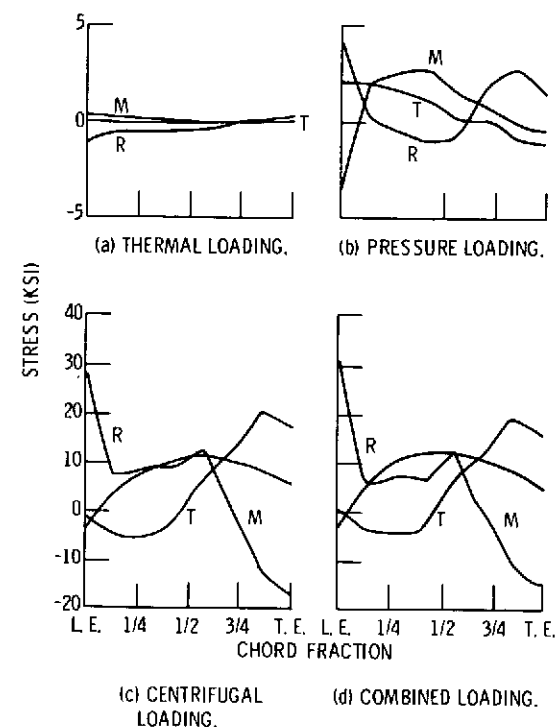 5
0
-5
M
R
T
M
T
R
(a) THERMAL LOADING.
(b) PRESSURE LOADING.
STRESS (KSI)
40
30
20
10
0
-10
-20
R
T
M
R
T
M
L. E. 1/4 1/2 3/4 T. E. L. E. 1/4 1/2 3/4 T. E.
CHORD FRACTION
(c) CENTRIFUGAL
LOADING.
(d) COMBINED LOADING.